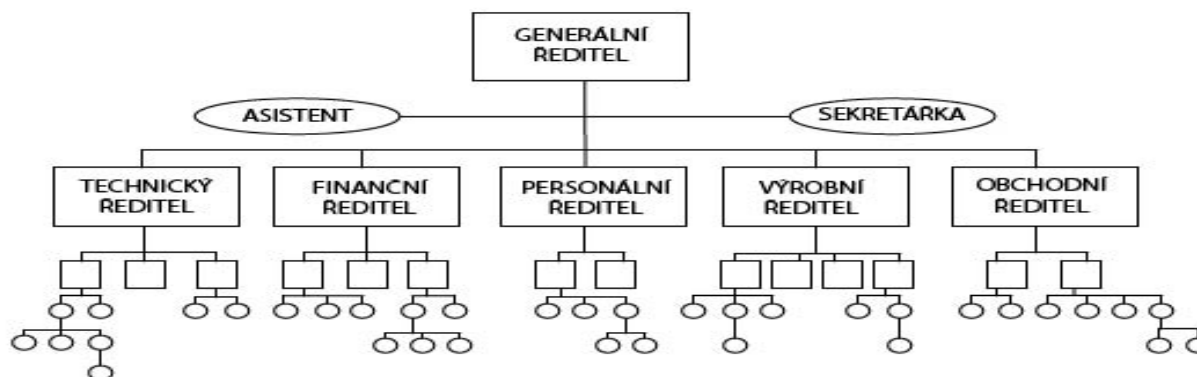 GENERÁLNÍ
ŘEDITEL
ASISTENT
SEKRETÁŘKA
TECHNICKÝ
ŘEDITEL
FINANČNÍ
ŘEDITEL
PERSONÁLNÍ
ŘEDITEL
VÝROBNÍ
ŘEDITEL
OBCHODNÍ
ŘEDITEL